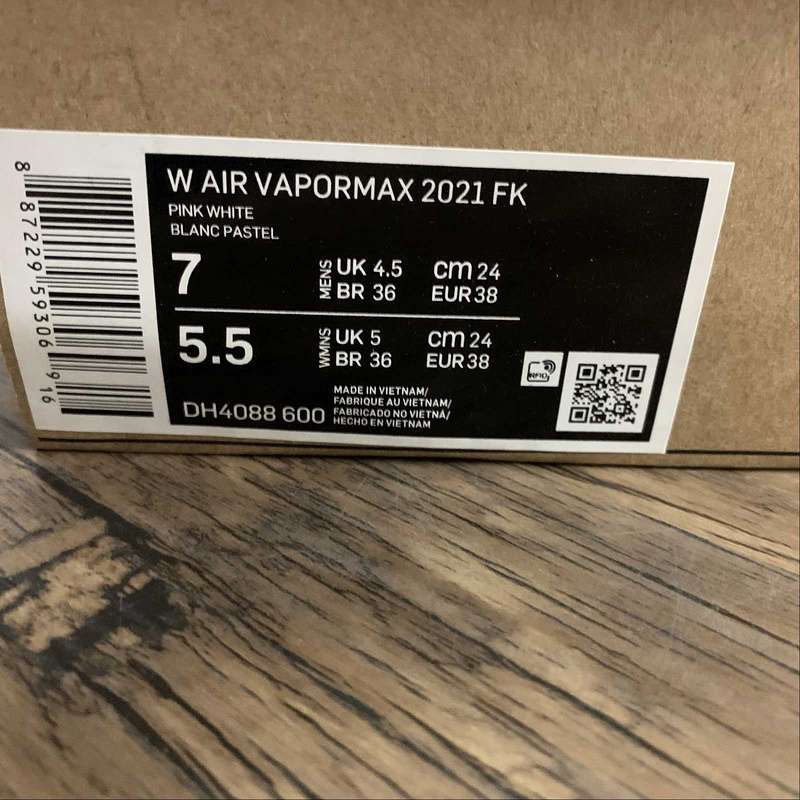 8 87229 59306 9 16
W AIR VAPORMAX 2021 FK
PINK WHITE
BLANC PASTEL
7 MENS UK 4.5 cm 24
BR 36 EUR 38
5.5 WMNS UK 5 cm 24
BR 36 EUR 38
RFID
MADE IN VIETNAM/
FABRIQUE AU VIETNAM/
DH4088 600 FABRICADO NO VIETNÁ/
HECHO EN VIETNAM